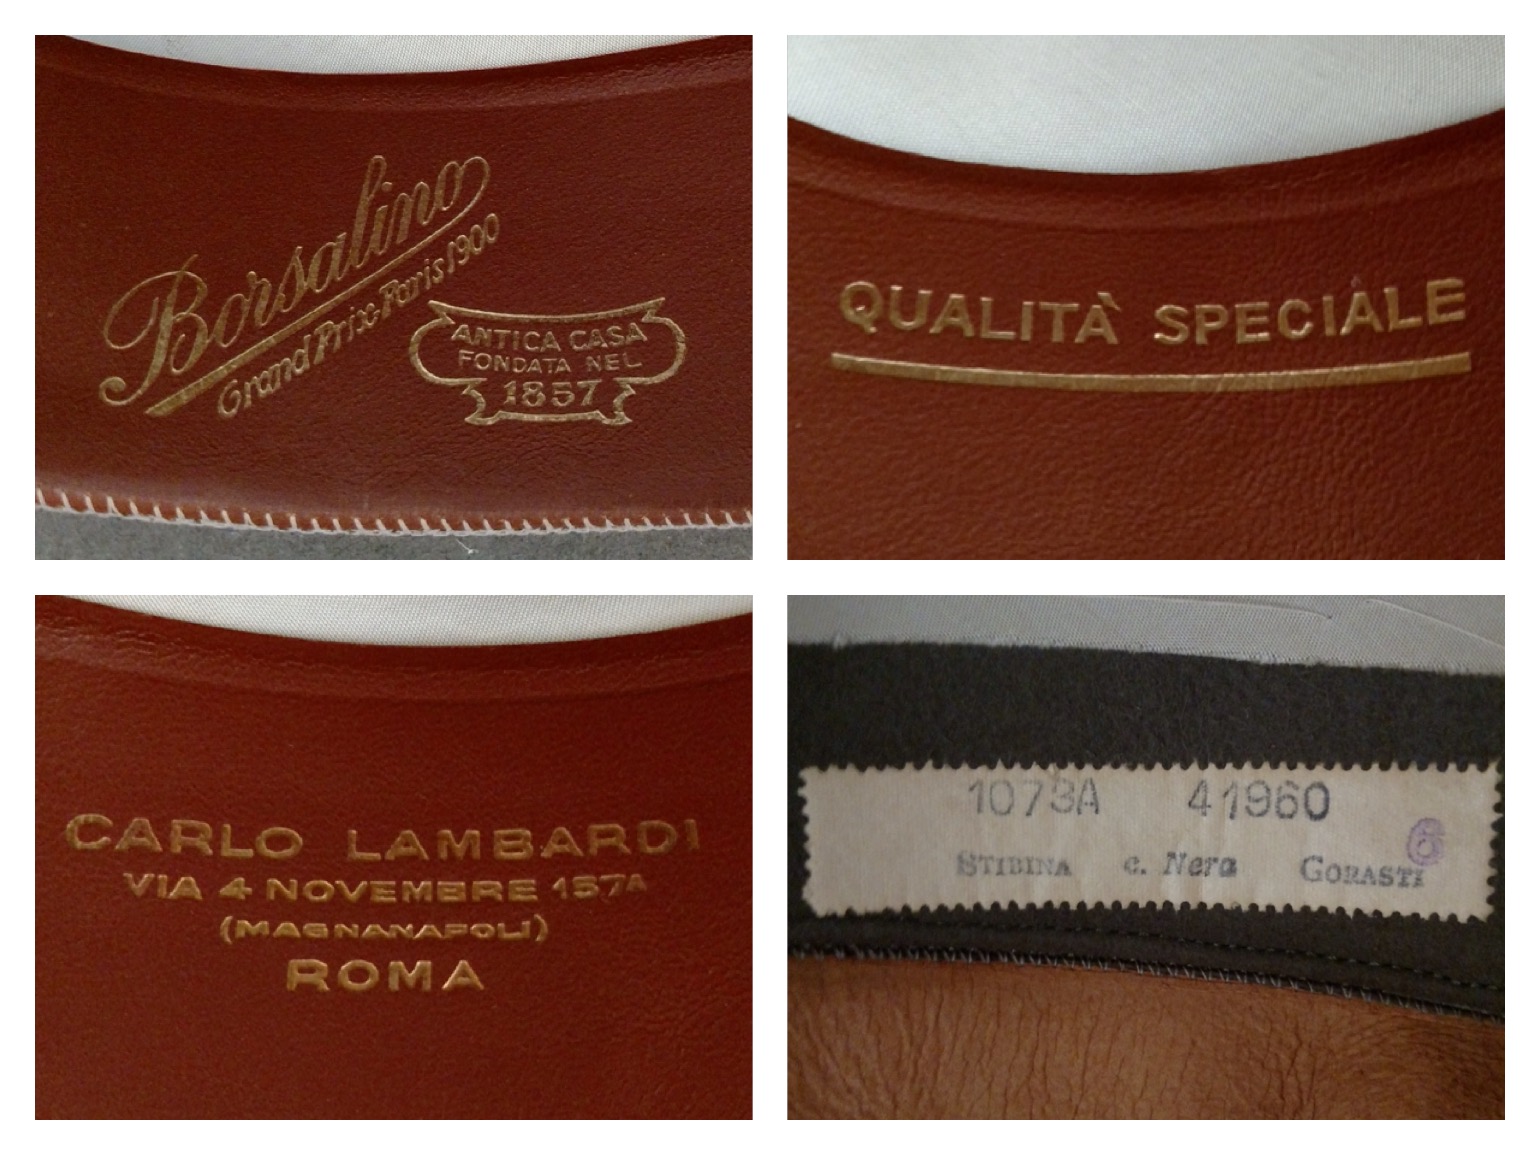 Borsalino
Grand Prix Paris 1900
ANTICA CASA
FONDATA NEL
1857
QUALITÀ SPECIALE
CARLO LAMBARDI
VIA 4 NOVEMBRE 157A
(MAGNANAPOLI)
ROMA
1073A 41960
6
STIBINA c. Nera GORASTI